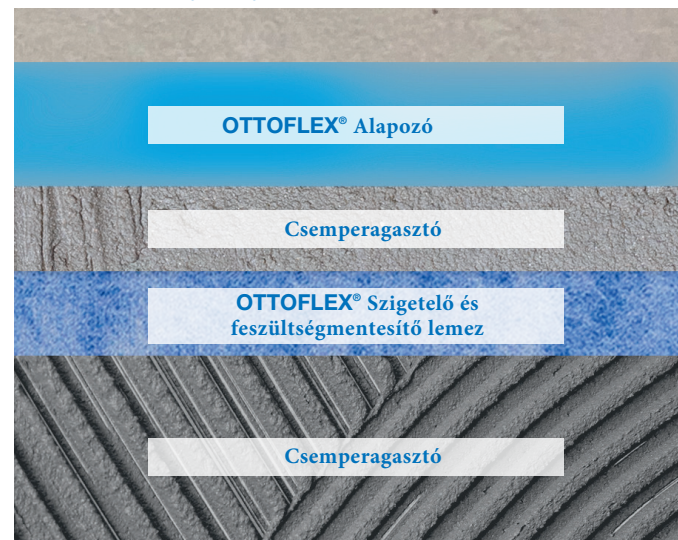 OTTOFLEX® Alapozó
Csemperagasztó
OTTOFLEX® Szigetelő és
feszültségmentesítő lemez
Csemperagasztó